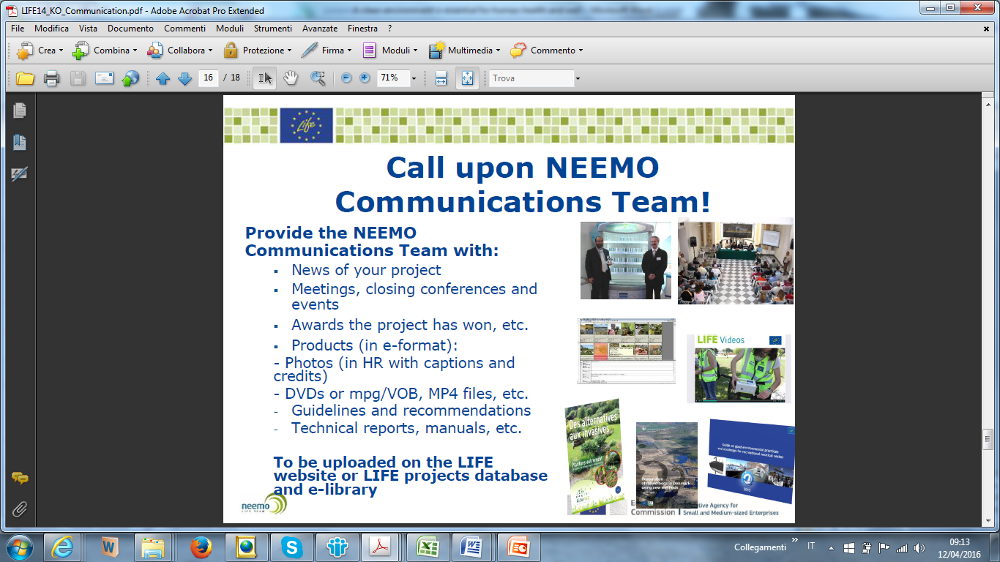 LIFE14_KO_Communication.pdf - Adobe Acrobat Pro Extended
File Modifica Vista Documento Commenti Moduli Strumenti Avanzate Finestra ?
Crea Combina Collabora Protezione Firma Moduli Multimedia Commento
16 / 18 71% Trova
Life
Call upon NEEMO
Communications Team!
Provide the NEEMO
Communications Team with:
▪ News of your project
▪ Meetings, closing conferences and
events
▪ Awards the project has won, etc.
▪ Products (in e-format):
- Photos (in HR with captions and
credits)
- DVDs or mpg/VOB, MP4 files, etc.
- Guidelines and recommendations
- Technical reports, manuals, etc.
To be uploaded on the LIFE
website or LIFE projects database
and e-library
LIFE Videos
Des alternatives
aux invasives
Plantons autrement
Restoration
of raised bogs in Denmark
using new methods
Guide on good environmental practices
and ecodesign for recreational nautical sector
2012
neemo
LIFE TEAM
Commission
tive Agency for
Small and Medium-sized Enterprises
Collegamenti » IT
09:13
12/04/2016